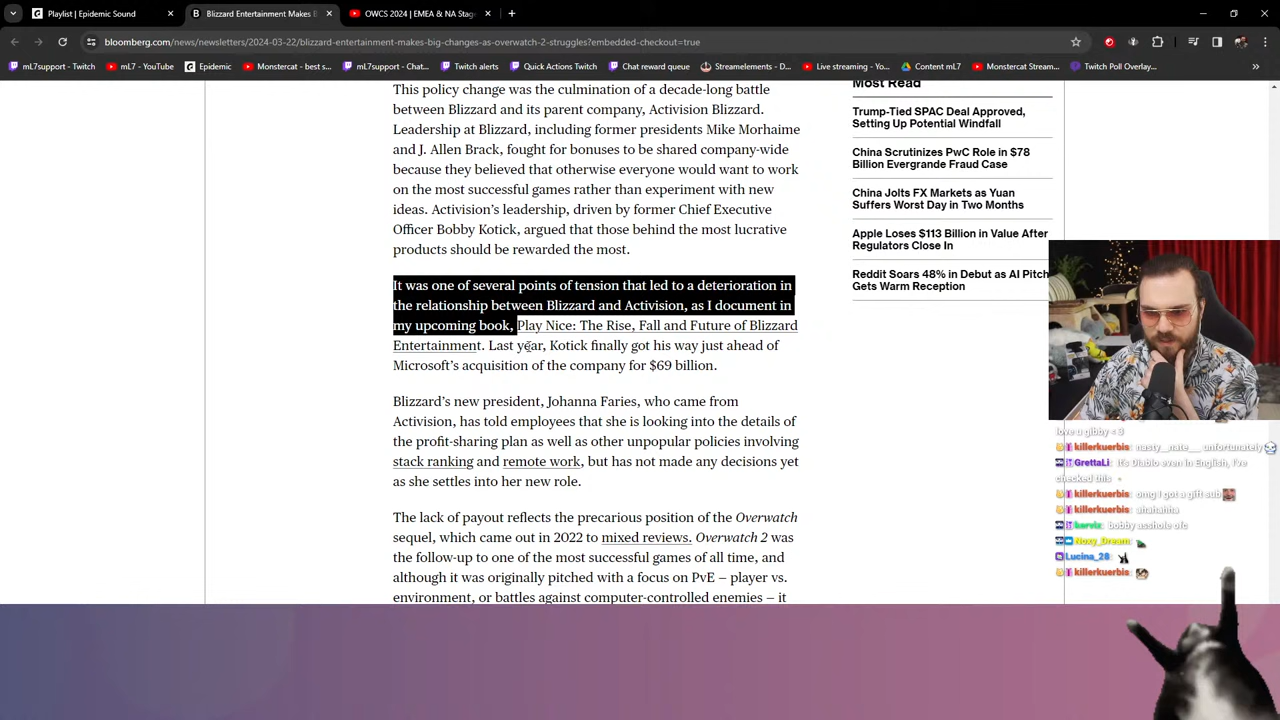 Playlist | Epidemic Sound
Blizzard Entertainment Makes B
OWCS 2024 | EMEA & NA Stag
bloomberg.com/news/newsletters/2024-03-22/blizzard-entertainment-makes-big-changes-as-overwatch-2-struggles?embedded-checkout=true
mL7support - Twitch
mL7 - YouTube
Epidemic
Monstercat - best s...
mL7support - Chat...
Twitch alerts
Quick Actions Twitch
Chat reward queue
Streamelements - D...
Live streaming - Yo...
Content mL7
Monstercat Stream...
Twitch Poll Overlay...
This policy change was the culmination of a decade-long battle
between Blizzard and its parent company, Activision Blizzard.
Leadership at Blizzard, including former presidents Mike Morhaime
and J. Allen Brack, fought for bonuses to be shared company-wide
because they believed that otherwise everyone would want to work
on the most successful games rather than experiment with new
ideas. Activision's leadership, driven by former Chief Executive
Officer Bobby Kotick, argued that those behind the most lucrative
products should be rewarded the most.
It was one of several points of tension that led to a deterioration in
the relationship between Blizzard and Activision, as I document in
my upcoming book, Play Nice: The Rise, Fall and Future of Blizzard
Entertainment. Last year, Kotick finally got his way just ahead of
Microsoft's acquisition of the company for $69 billion.
Blizzard's new president, Johanna Faries, who came from
Activision, has told employees that she is looking into the details of
the profit-sharing plan as well as other unpopular policies involving
stack ranking and remote work, but has not made any decisions yet
as she settles into her new role.
The lack of payout reflects the precarious position of the Overwatch
sequel, which came out in 2022 to mixed reviews. Overwatch 2 was
the follow-up to one of the most successful games of all time, and
although it was originally pitched with a focus on PvE — player vs.
environment, or battles against computer-controlled enemies — it
Most Read
Trump-Tied SPAC Deal Approved,
Setting Up Potential Windfall
China Scrutinizes PwC Role in $78
Billion Evergrande Fraud Case
China Jolts FX Markets as Yuan
Suffers Worst Day in Two Months
Apple Loses $113 Billion in Value After
Regulators Close In
Reddit Soars 48% in Debut as AI Pitch
Gets Warm Reception
love u gibby <3
killerkuerbis: nasty__nate___ unfortunately
GrettaLi: it's Diablo even in English, I've
checked this
killerkuerbis: omg I got a gift sub
killerkuerbis: ahahahha
: bobby asshole ofc
Noxy_Dream:
Lucina_28
killerkuerbis: